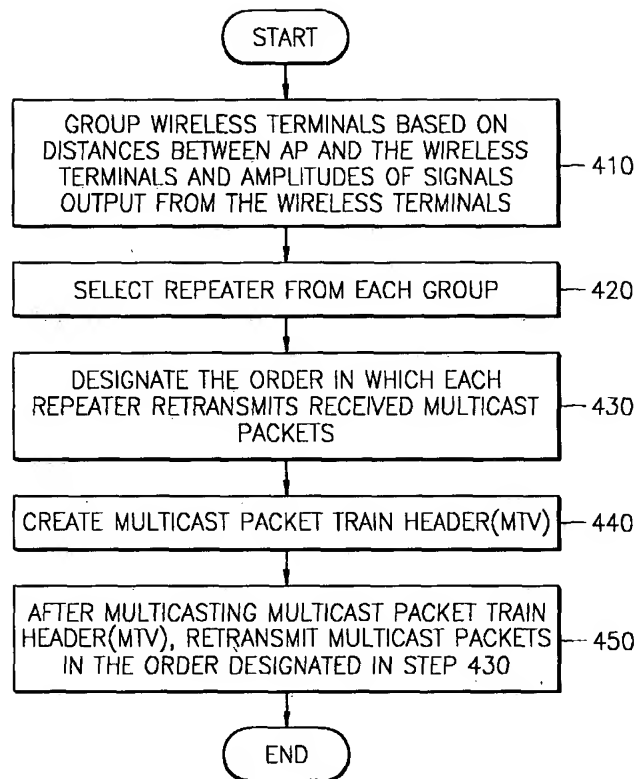 START
GROUP WIRELESS TERMINALS BASED ON
DISTANCES BETWEEN AP AND THE WIRELESS
TERMINALS AND AMPLITUDES OF SIGNALS
OUTPUT FROM THE WIRELESS TERMINALS
410
SELECT REPEATER FROM EACH GROUP
420
DESIGNATE THE ORDER IN WHICH EACH
REPEATER RETRANSMITS RECEIVED MULTICAST
PACKETS
430
CREATE MULTICAST PACKET TRAIN HEADER(MTV)
440
AFTER MULTICASTING MULTICAST PACKET TRAIN
HEADER(MTV), RETRANSMIT MULTICAST PACKETS
IN THE ORDER DESIGNATED IN STEP 430
450
END